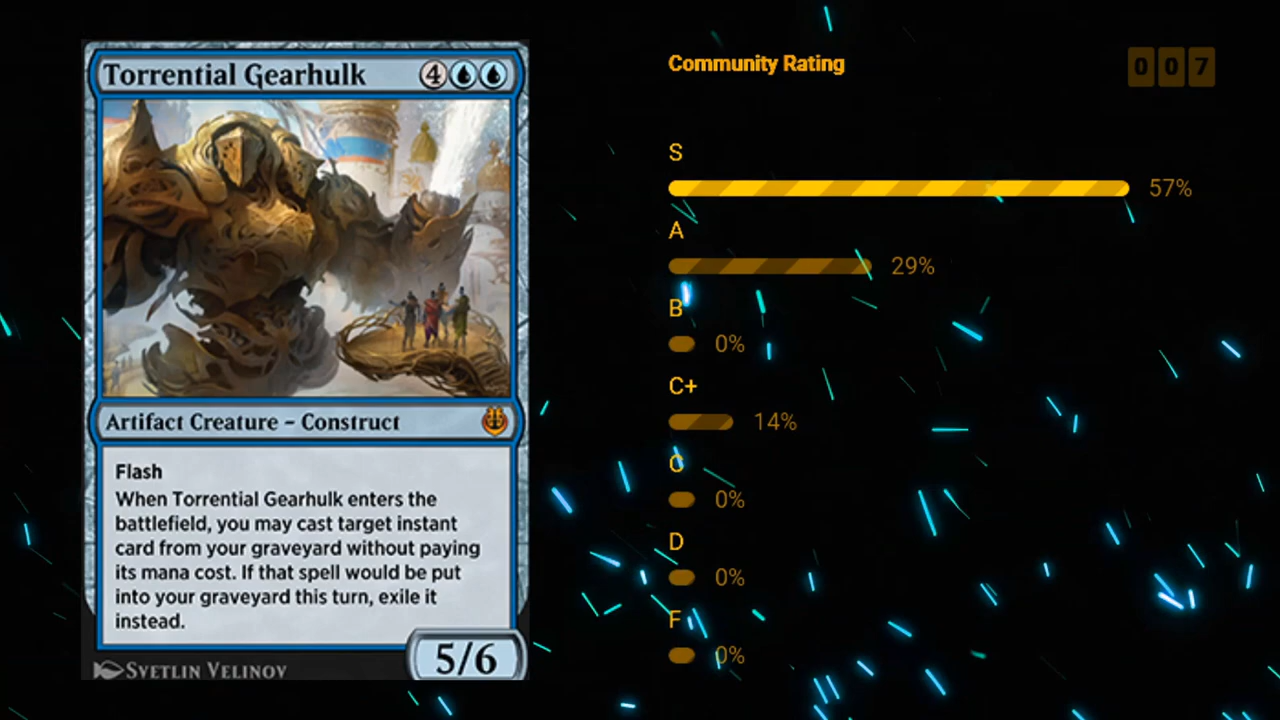 Torrential Gearhulk 4
Artifact Creature – Construct
Flash
When Torrential Gearhulk enters the
battlefield, you may cast target instant
card from your graveyard without paying
its mana cost. If that spell would be put
into your graveyard this turn, exile it
instead.
5/6
Svetlin Velinov
Community Rating
007
S
57%
A
29%
B
0%
C+
14%
C
0%
D
0%
F
0%